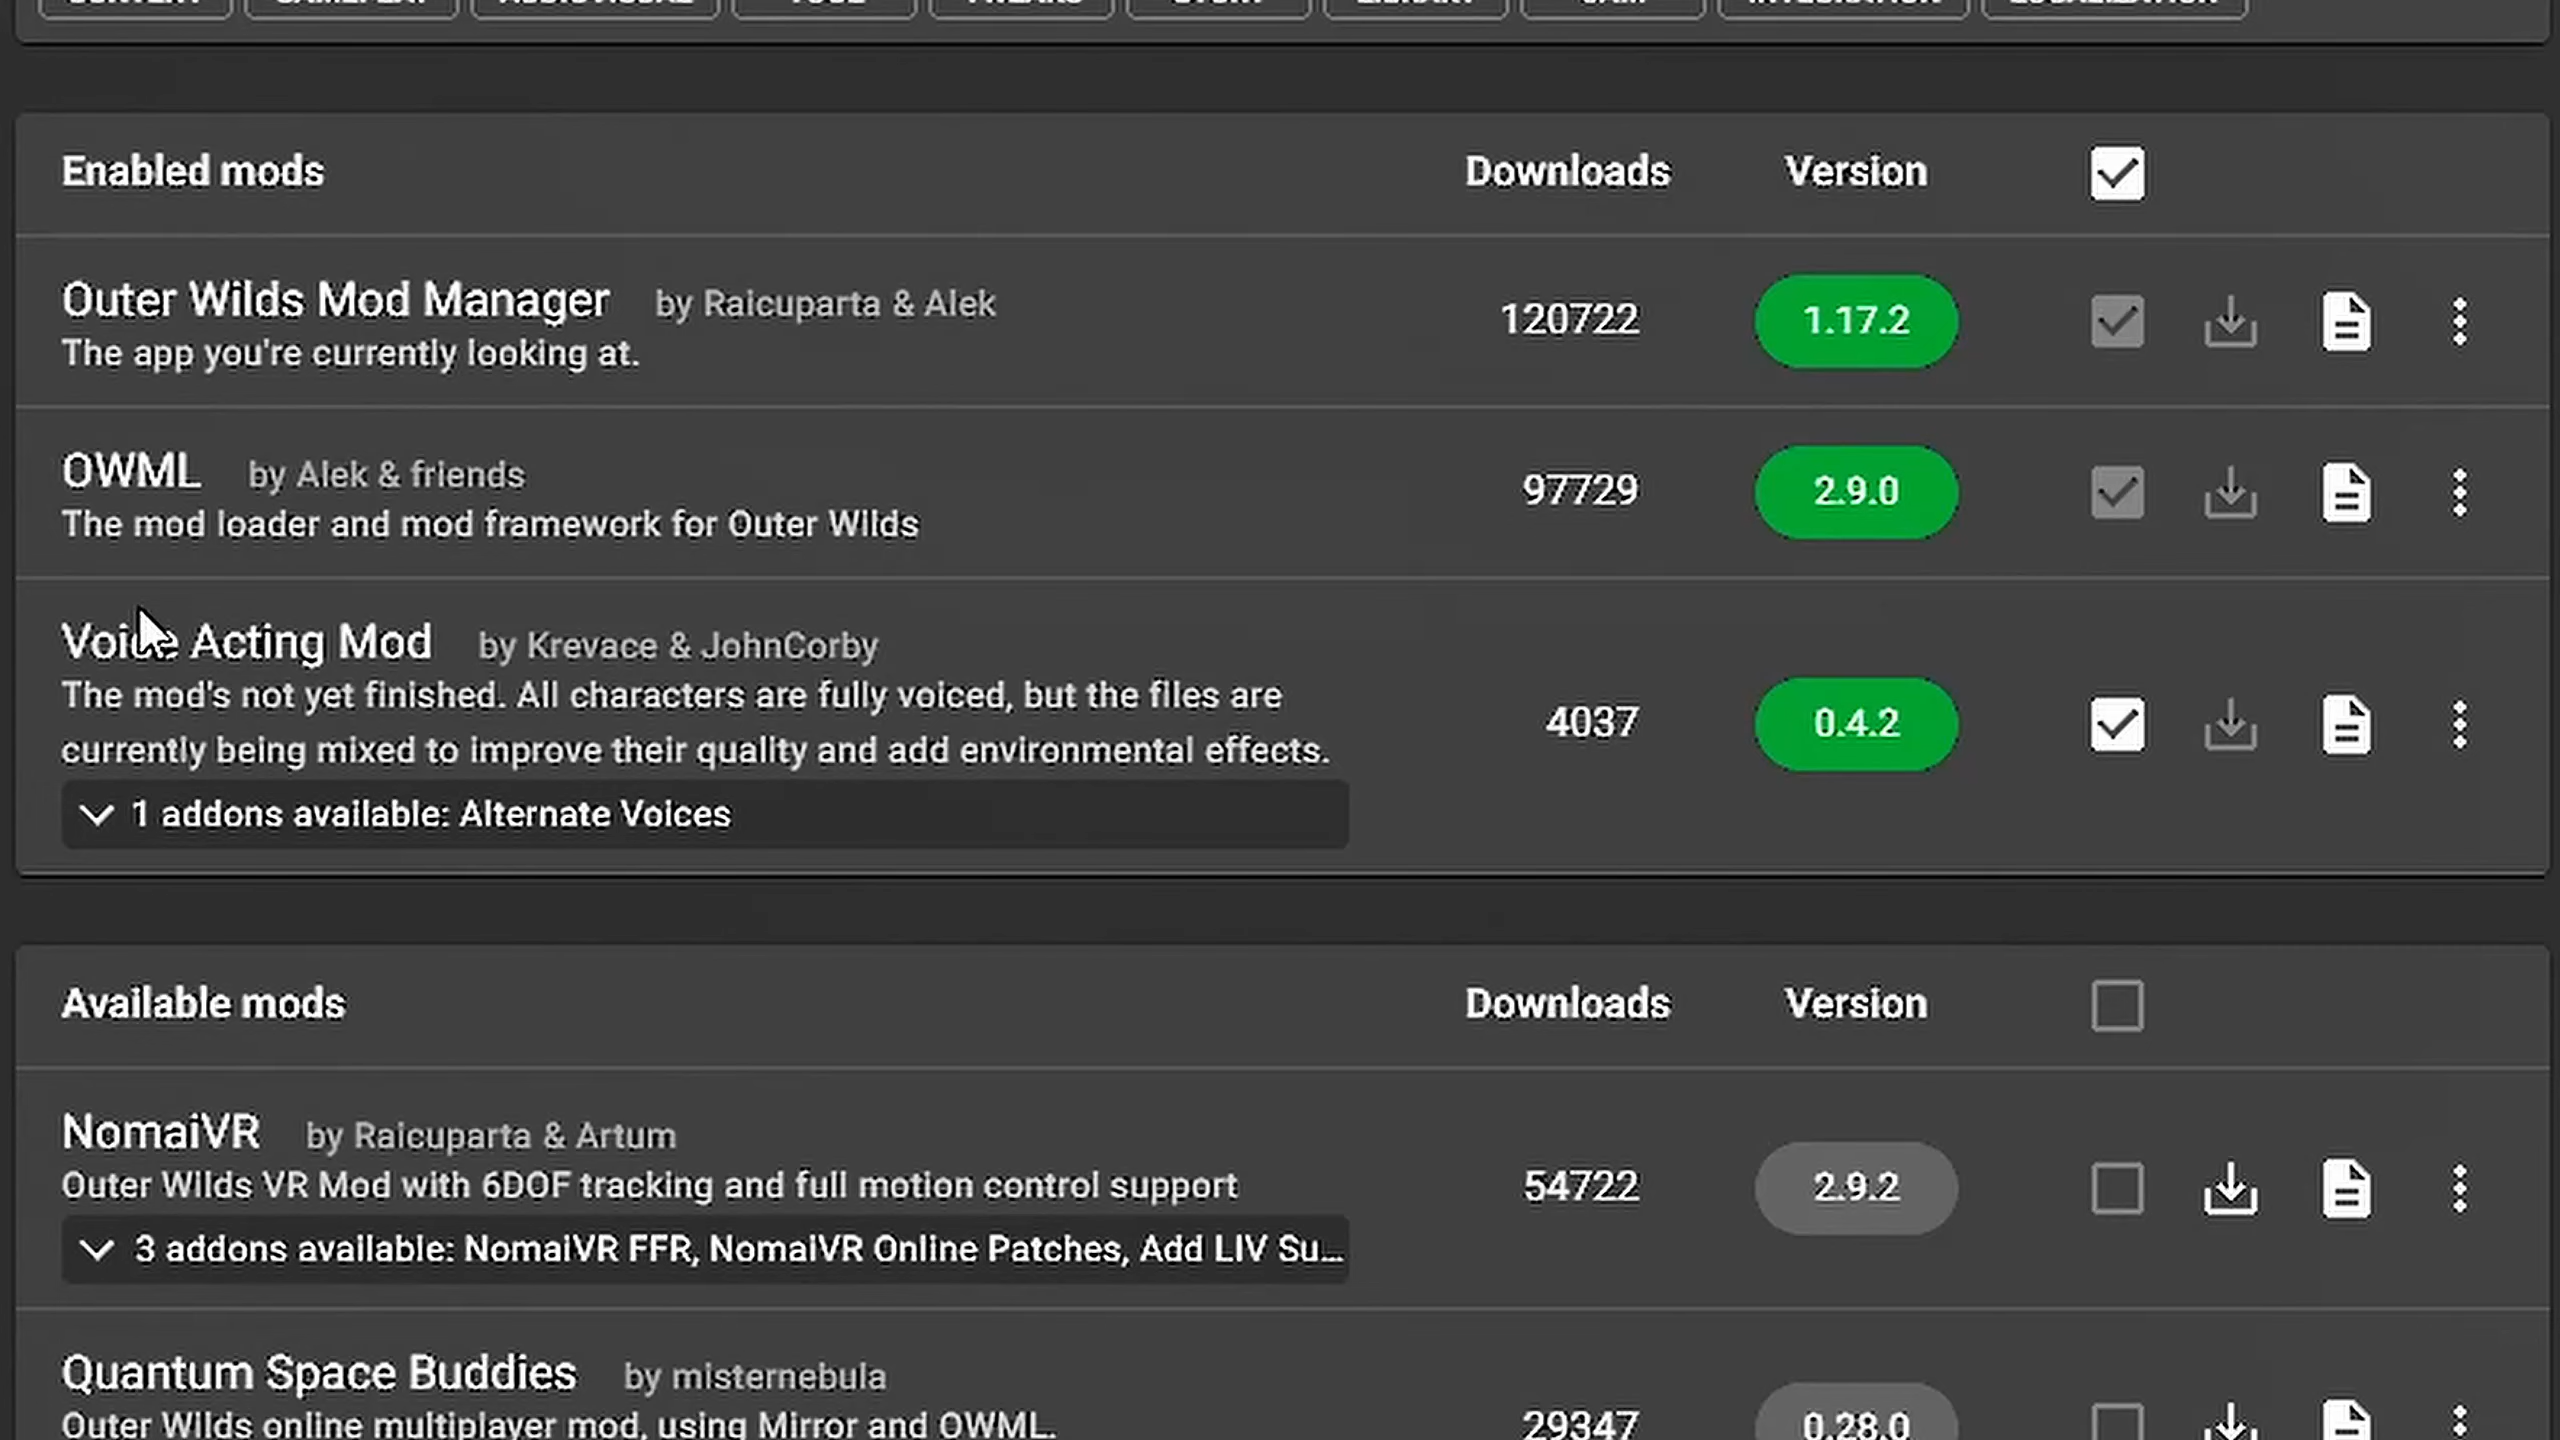 Enabled mods Downloads Version
Outer Wilds Mod Manager by Raicuparta & Alek
The app you're currently looking at.
120722 1.17.2
OWML by Alek & friends
The mod loader and mod framework for Outer Wilds
97729 2.9.0
Voice Acting Mod by Krevace & JohnCorby
The mod's not yet finished. All characters are fully voiced, but the files are
currently being mixed to improve their quality and add environmental effects.
4037 0.4.2
1 addons available: Alternate Voices
Available mods Downloads Version
NomaiVR by Raicuparta & Artum
Outer Wilds VR Mod with 6DOF tracking and full motion control support
54722 2.9.2
3 addons available: NomaiVR FFR, NomaiVR Online Patches, Add LIV Su...
Quantum Space Buddies by misternebula
Outer Wilds online multiplayer mod, using Mirror and OWML.
29347 0.28.0